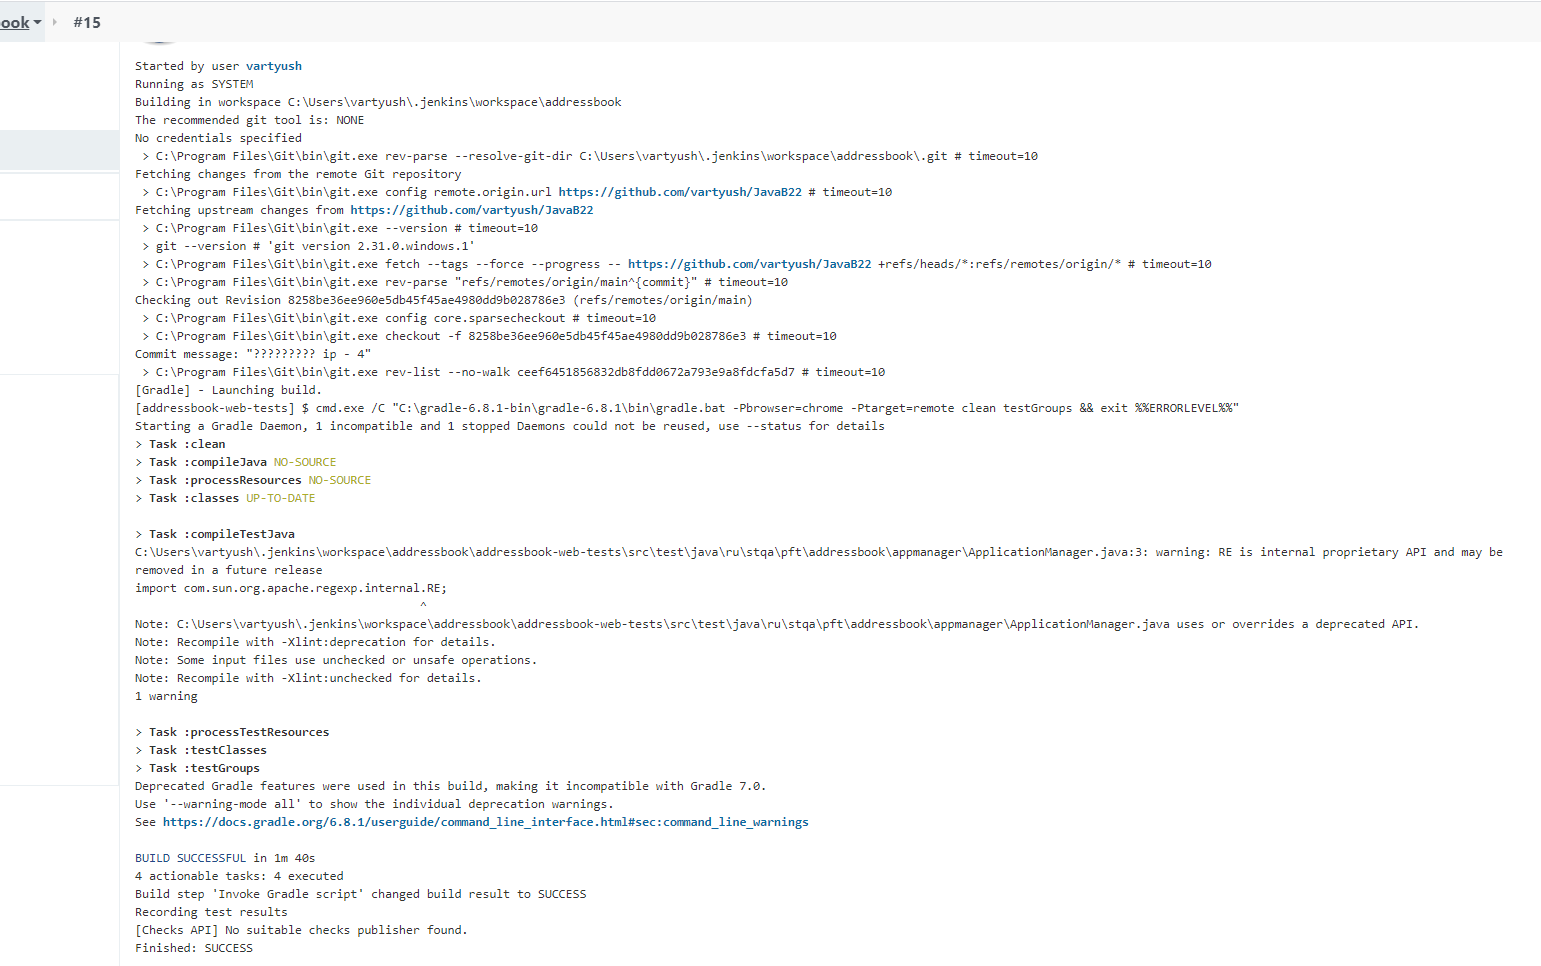 ook #15
Started by user vartyush
Running as SYSTEM
Building in workspace C:\Users\vartyush\.jenkins\workspace\addressbook
The recommended git tool is: NONE
No credentials specified
> C:\Program Files\Git\bin\git.exe rev-parse --resolve-git-dir C:\Users\vartyush\.jenkins\workspace\addressbook\.git # timeout=10
Fetching changes from the remote Git repository
> C:\Program Files\Git\bin\git.exe config remote.origin.url https://github.com/vartyush/JavaB22 # timeout=10
Fetching upstream changes from https://github.com/vartyush/JavaB22
> C:\Program Files\Git\bin\git.exe --version # timeout=10
> git --version # 'git version 2.31.0.windows.1'
> C:\Program Files\Git\bin\git.exe fetch --tags --force --progress -- https://github.com/vartyush/JavaB22 +refs/heads/*:refs/remotes/origin/* # timeout=10
> C:\Program Files\Git\bin\git.exe rev-parse "refs/remotes/origin/main^{commit}" # timeout=10
Checking out Revision 8258be36ee960e5db45f45ae4980dd9b028786e3 (refs/remotes/origin/main)
> C:\Program Files\Git\bin\git.exe config core.sparsecheckout # timeout=10
> C:\Program Files\Git\bin\git.exe checkout -f 8258be36ee960e5db45f45ae4980dd9b028786e3 # timeout=10
Commit message: "????????? ip - 4"
> C:\Program Files\Git\bin\git.exe rev-list --no-walk ceef6451856832db8fdd0672a793e9a8fdcfa5d7 # timeout=10
[Gradle] - Launching build.
[addressbook-web-tests] $ cmd.exe /C "C:\gradle-6.8.1-bin\gradle-6.8.1\bin\gradle.bat -Pbrowser=chrome -Ptarget=remote clean testGroups && exit %%ERRORLEVEL%%"
Starting a Gradle Daemon, 1 incompatible and 1 stopped Daemons could not be reused, use --status for details
> Task :clean
> Task :compileJava NO-SOURCE
> Task :processResources NO-SOURCE
> Task :classes UP-TO-DATE
> Task :compileTestJava
C:\Users\vartyush\.jenkins\workspace\addressbook\addressbook-web-tests\src\test\java\ru\stqa\pft\addressbook\appmanager\ApplicationManager.java:3: warning: RE is internal proprietary API and may be
removed in a future release
import com.sun.org.apache.regexp.internal.RE;
^
Note: C:\Users\vartyush\.jenkins\workspace\addressbook\addressbook-web-tests\src\test\java\ru\stqa\pft\addressbook\appmanager\ApplicationManager.java uses or overrides a deprecated API.
Note: Recompile with -Xlint:deprecation for details.
Note: Some input files use unchecked or unsafe operations.
Note: Recompile with -Xlint:unchecked for details.
1 warning
> Task :processTestResources
> Task :testClasses
> Task :testGroups
Deprecated Gradle features were used in this build, making it incompatible with Gradle 7.0.
Use '--warning-mode all' to show the individual deprecation warnings.
See https://docs.gradle.org/6.8.1/userguide/command_line_interface.html#sec:command_line_warnings
BUILD SUCCESSFUL in 1m 40s
4 actionable tasks: 4 executed
Build step 'Invoke Gradle script' changed build result to SUCCESS
Recording test results
[Checks API] No suitable checks publisher found.
Finished: SUCCESS